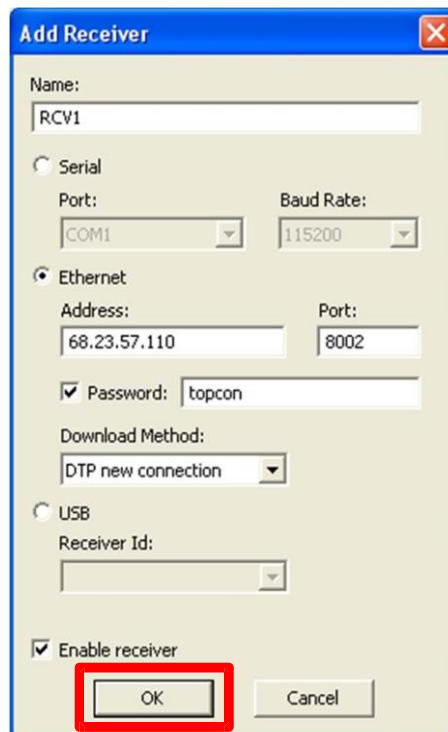 Add Receiver
Name:
RCV1
Serial
Port: Baud Rate:
COM1 115200
Ethernet
Address: Port:
68.23.57.110 8002
Password: topcon
Download Method:
DTP new connection
USB
Receiver Id:
Enable receiver
OK Cancel